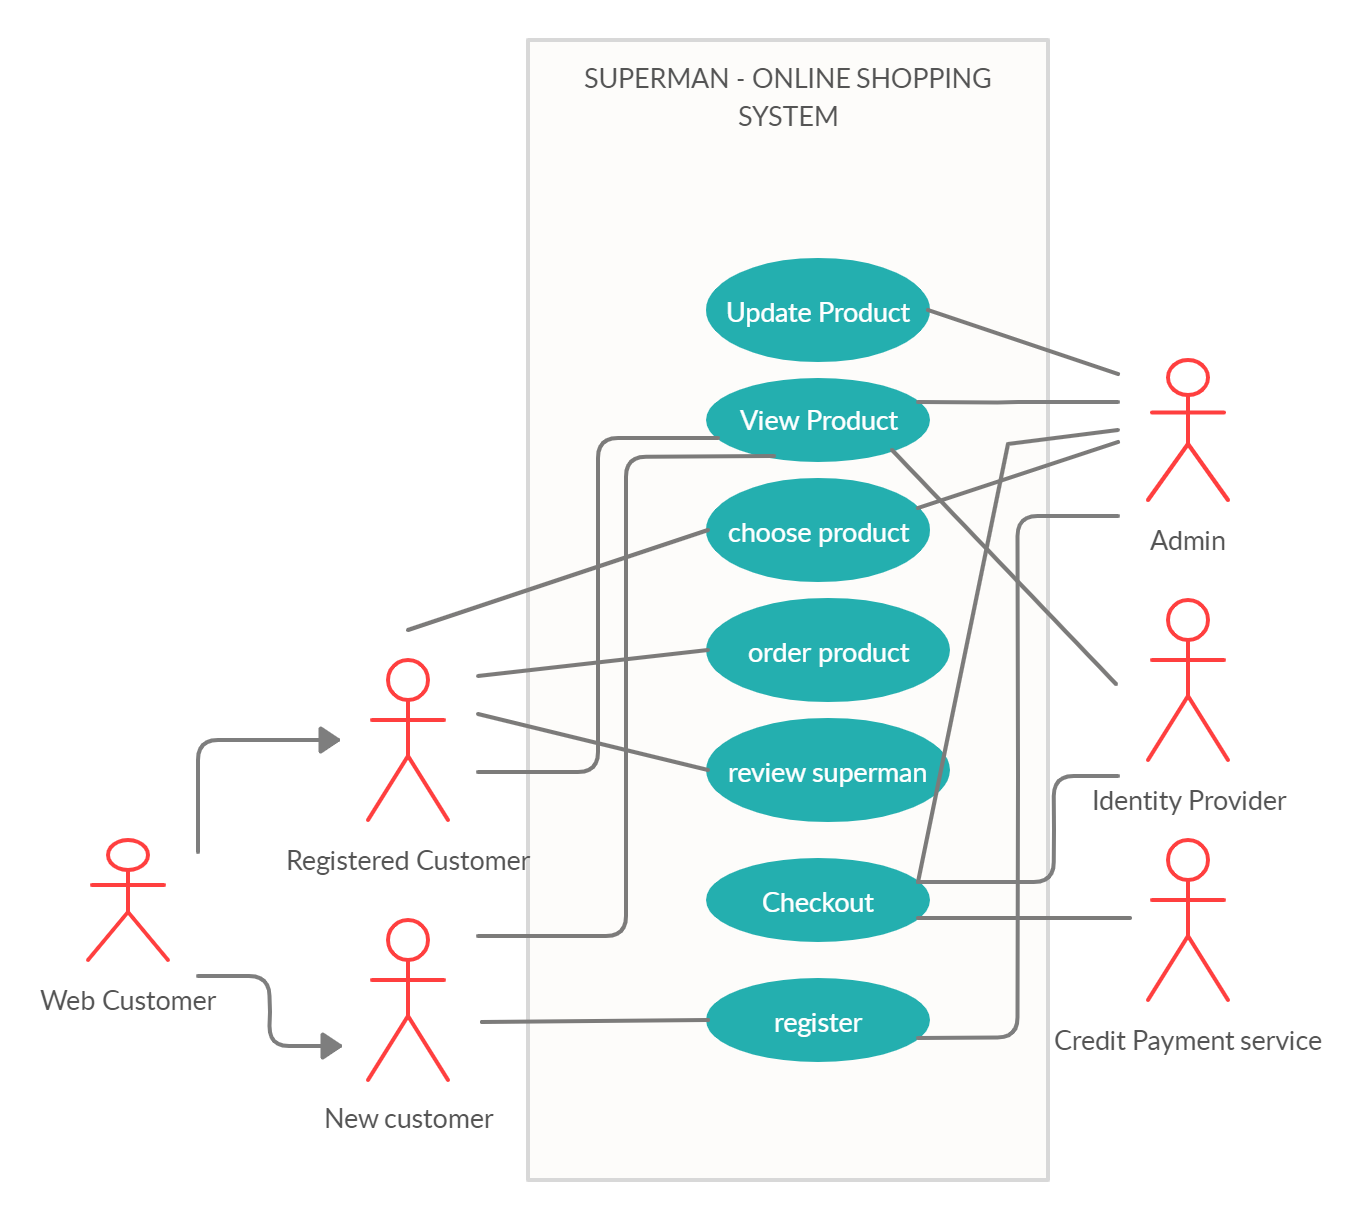 SUPERMAN - ONLINE SHOPPING
SYSTEM
Update Product
View Product
choose product
order product
review superman
Checkout
register
Admin
Identity Provider
Credit Payment service
Registered Customer
Web Customer
New customer